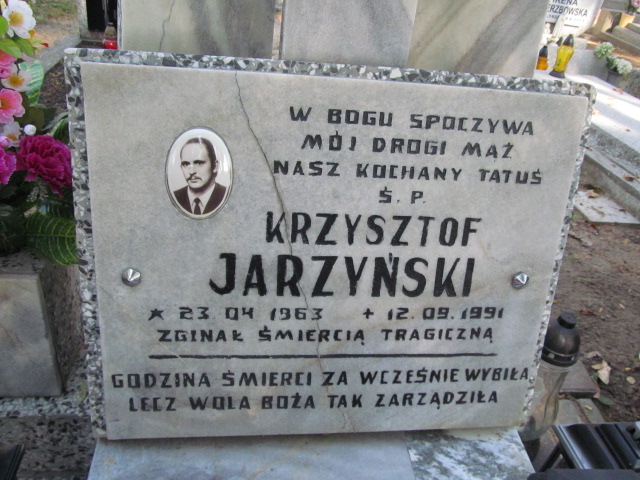 W BOGU SPOCZYWA
MÓJ DROGI MĄŻ
NASZ KOCHANY TATUŚ
Ś. P.
KRZYSZTOF
JARZYŃSKI
★ 23.04 1963 + 12.09.1991
ZGINAŁ ŚMIERCIĄ TRAGICZNĄ
GODZINA ŚMIERCI ZA WCZEŚNIE WYBIŁA
LECZ WOLA BOŻA TAK ZARZĄDZIŁA